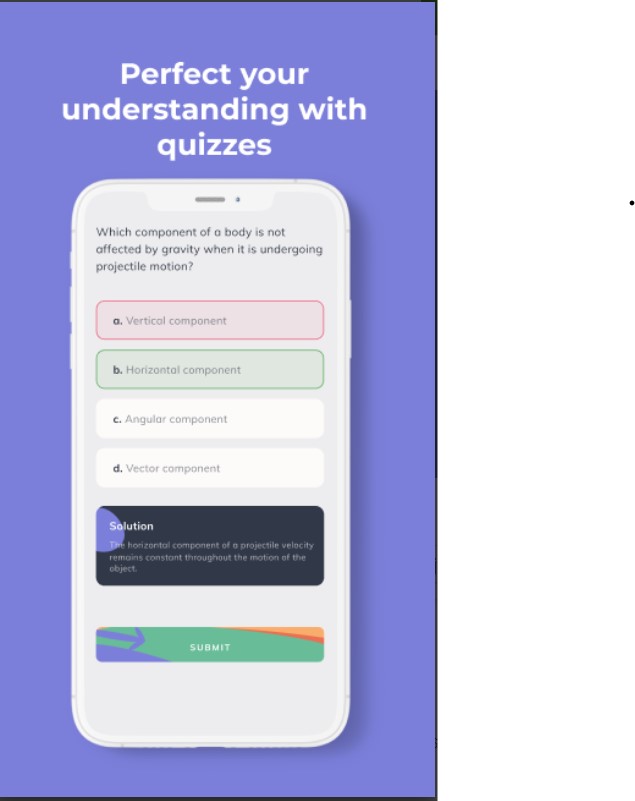 Perfect your
understanding with
quizzes
Which component of a body is not
affected by gravity when it is undergoing
projectile motion?
a. Vertical component
b. Horizontal component
c. Angular component
d. Vector component
Solution
The horizontal component of a projectile velocity
remains constant throughout the motion of the
object.
SUBMIT